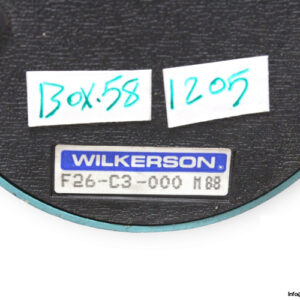 BOX.58
1205
WILKERSON.
F26-C3-000 M88